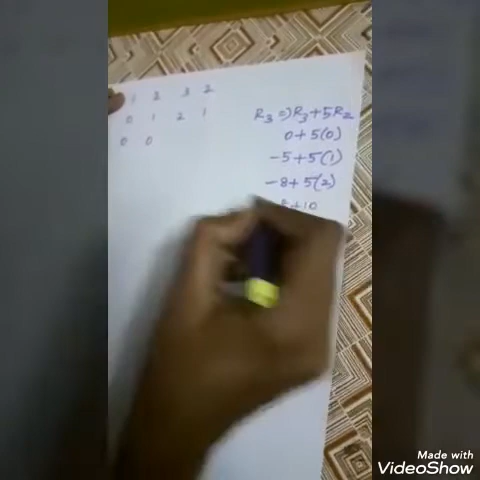 1 2 3 2
0 1 2 1
0 0
R3 => R3+5R2
0+5(0)
-5+5(1)
-8+5(2)
+10
Made with
VideoShow